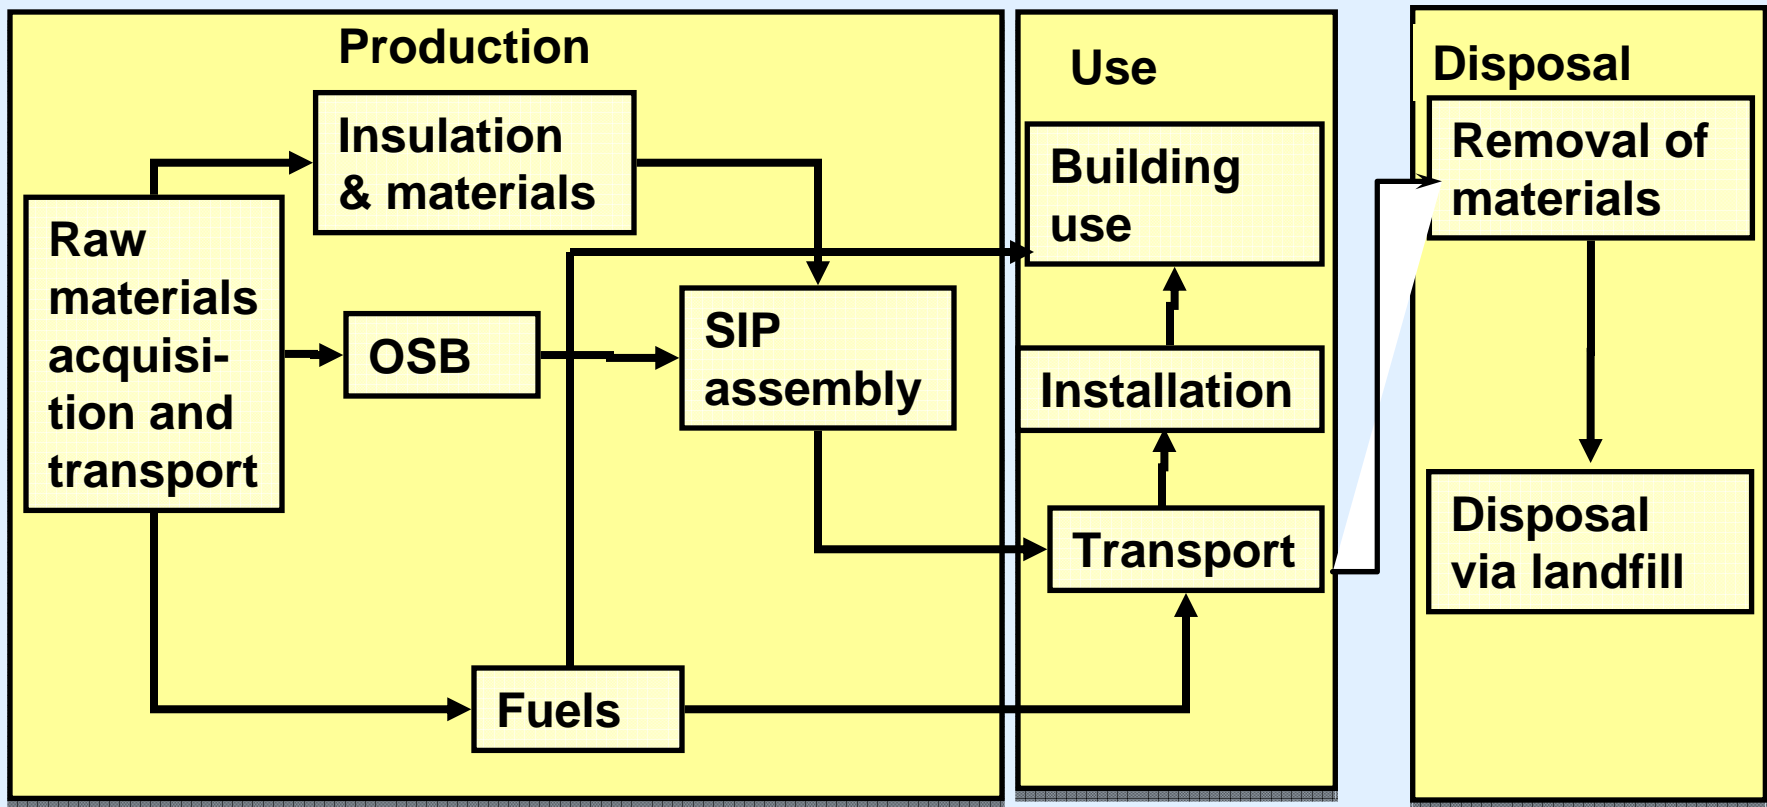 Production
Insulation
& materials
Raw
materials
acquisi-
tion and
transport
OSB
SIP
assembly
Fuels
Use
Building
use
Installation
Transport
Disposal
Removal of
materials
Disposal
via landfill